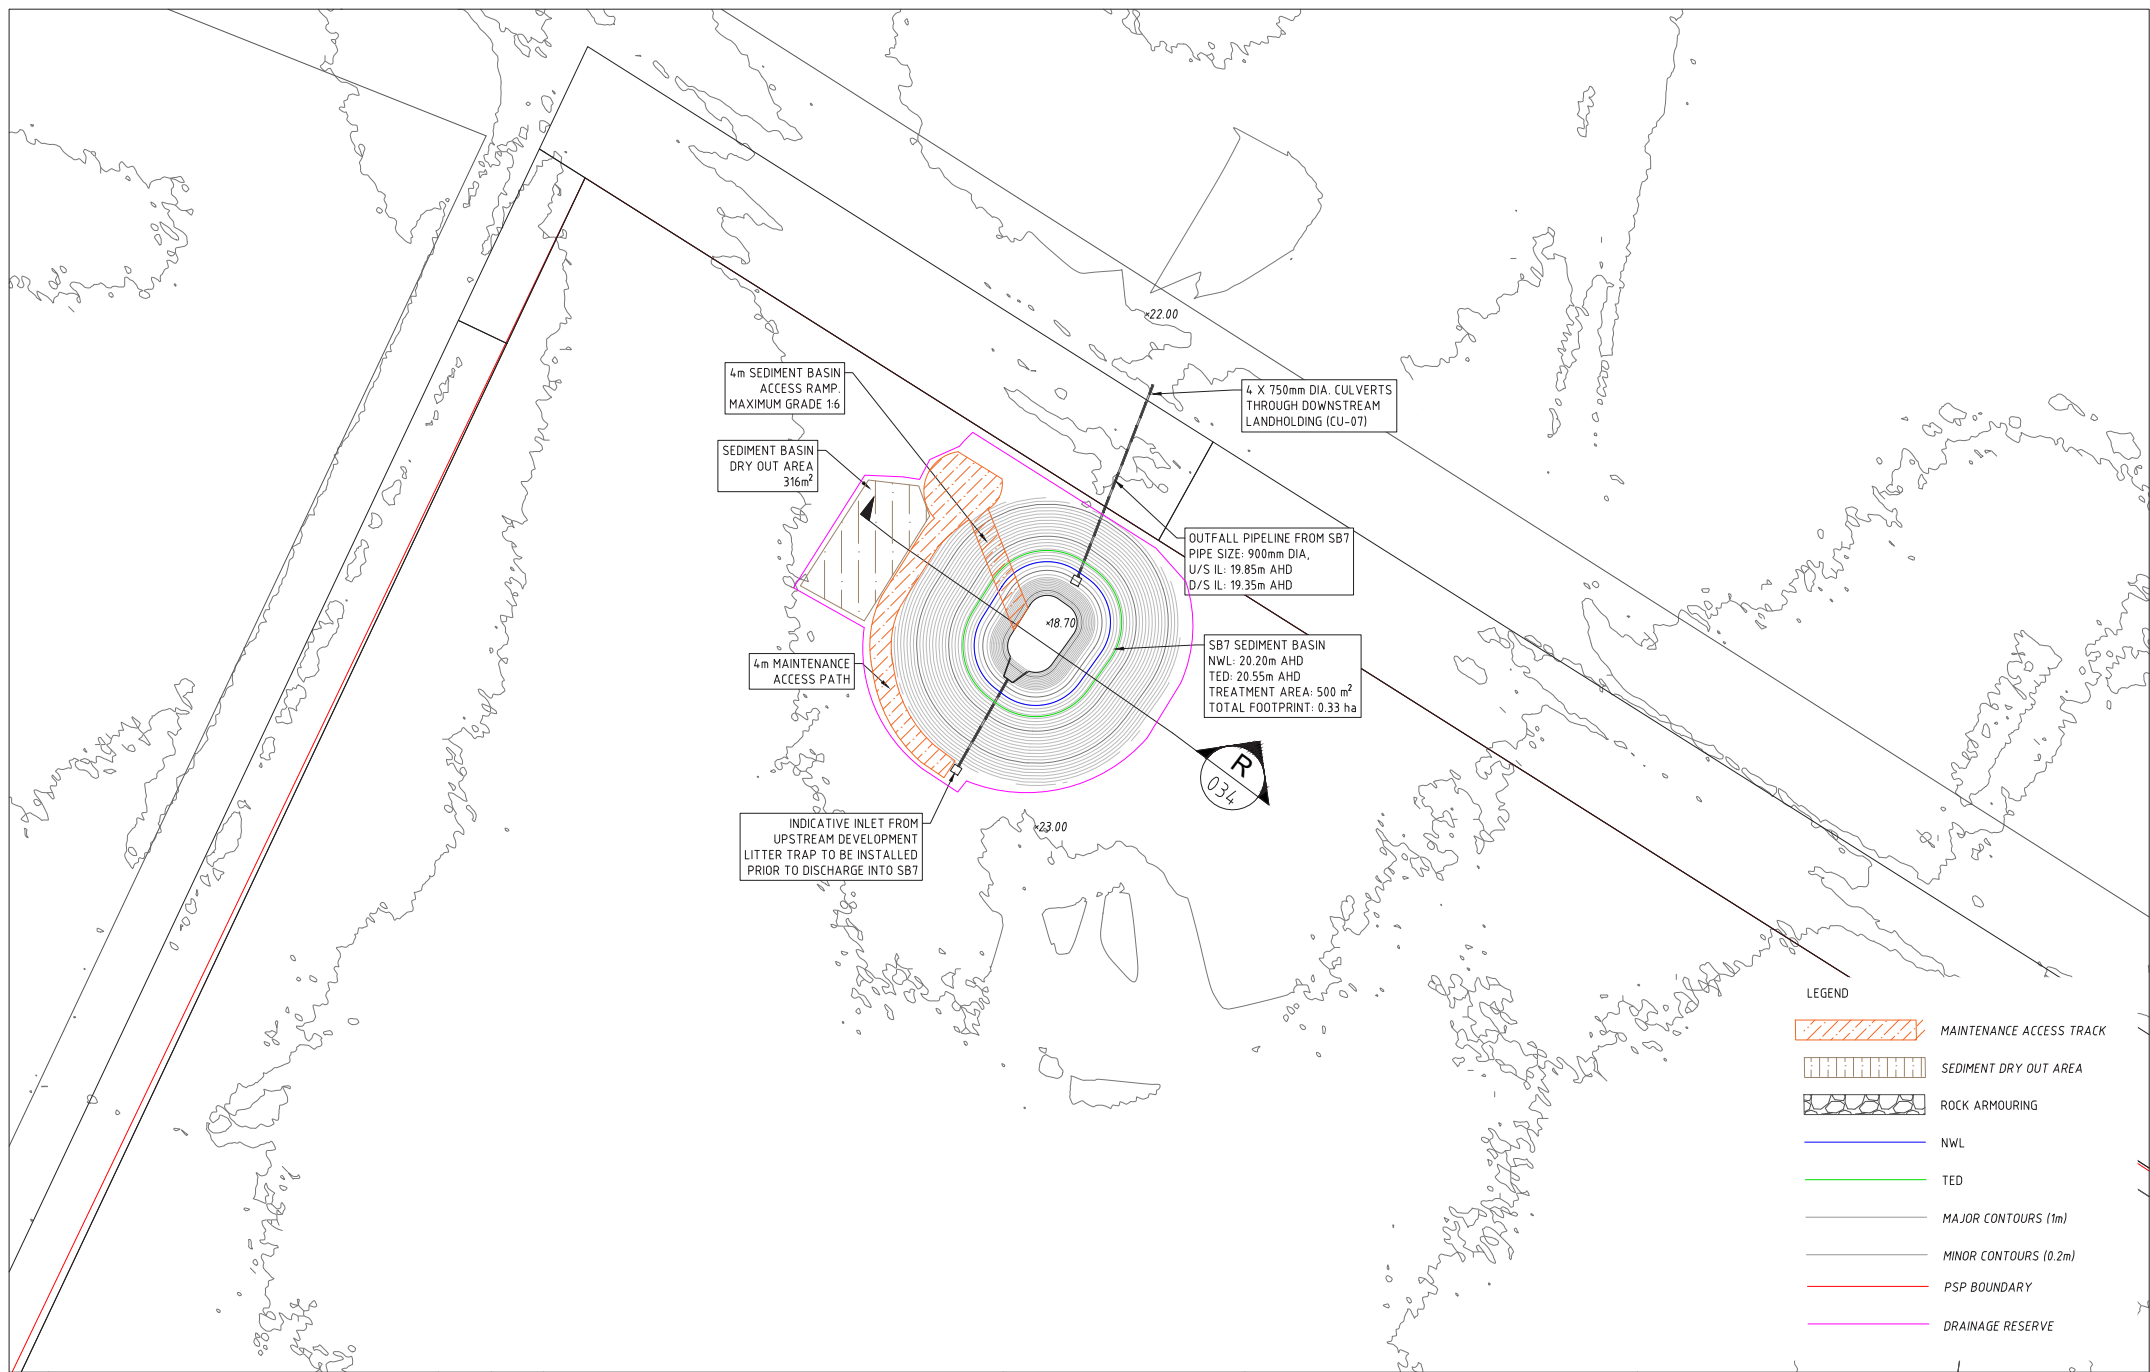 ×22.00
4m SEDIMENT BASIN
ACCESS RAMP.
MAXIMUM GRADE 1:6
4 X 750mm DIA. CULVERTS
THROUGH DOWNSTREAM
LANDHOLDING (CU-07)
SEDIMENT BASIN
DRY OUT AREA
316m²
OUTFALL PIPELINE FROM SB7
PIPE SIZE: 900mm DIA,
U/S IL: 19.85m AHD
D/S IL: 19.35m AHD
×18.70
SB7 SEDIMENT BASIN
NWL: 20.20m AHD
TED: 20.55m AHD
TREATMENT AREA: 500 m²
TOTAL FOOTPRINT: 0.33 ha
4m MAINTENANCE
ACCESS PATH
R
034
INDICATIVE INLET FROM
UPSTREAM DEVELOPMENT
LITTER TRAP TO BE INSTALLED
PRIOR TO DISCHARGE INTO SB7
×23.00
LEGEND
MAINTENANCE ACCESS TRACK
SEDIMENT DRY OUT AREA
ROCK ARMOURING
NWL
TED
MAJOR CONTOURS (1m)
MINOR CONTOURS (0.2m)
PSP BOUNDARY
DRAINAGE RESERVE